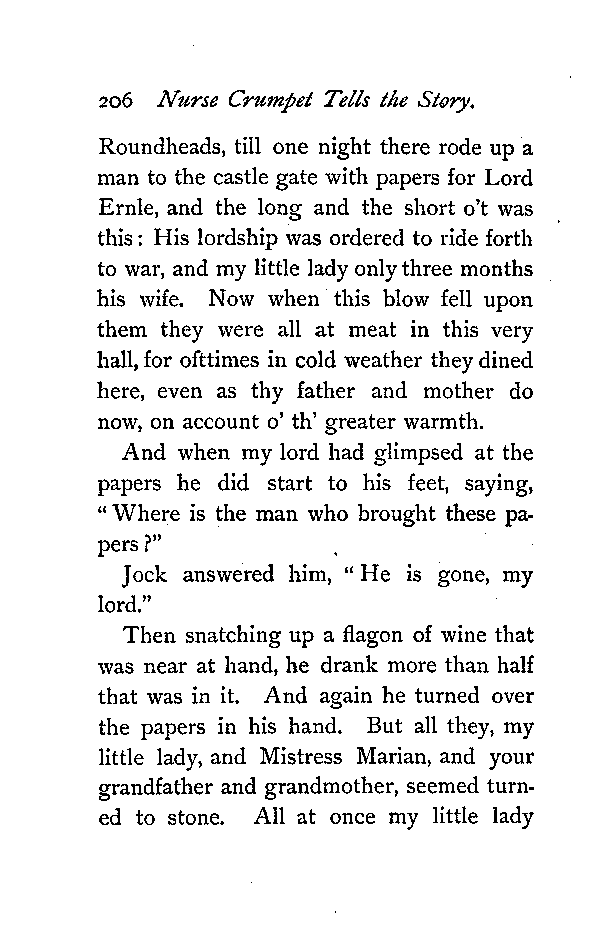 206 Nurse Crumpet Tells the Story.
Roundheads, till one night there rode up a
man to the castle gate with papers for Lord
Ernle, and the long and the short o't was
this: His lordship was ordered to ride forth
to war, and my little lady only three months
his wife. Now when this blow fell upon
them they were all at meat in this very
hall, for ofttimes in cold weather they dined
here, even as thy father and mother do
now, on account o' th' greater warmth.
And when my lord had glimpsed at the
papers he did start to his feet, saying,
"Where is the man who brought these pa-
pers?"
Jock answered him, "He is gone, my
lord."
Then snatching up a flagon of wine that
was near at hand, he drank more than half
that was in it. And again he turned over
the papers in his hand. But all they, my
little lady, and Mistress Marian, and your
grandfather and grandmother, seemed turn-
ed to stone. All at once my little lady